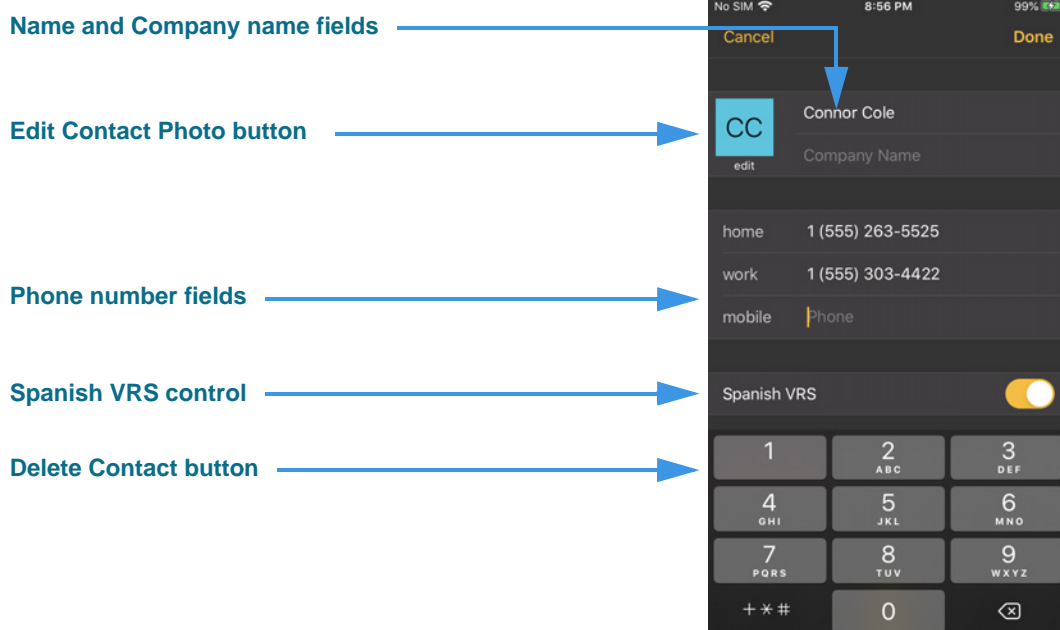 No SIM 8:56 PM 99%
Name and Company name fields
Cancel Done
Connor Cole
Edit Contact Photo button
CC
Company Name
edit
home 1 (555) 263-5525
work 1 (555) 303-4422
Phone number fields
mobile Phone
Spanish VRS control
Spanish VRS
Delete Contact button
1 2 3
ABC DEF
4 5 6
GHI JKL MNO
7 8 9
PQRS TUV WXYZ
+*# 0